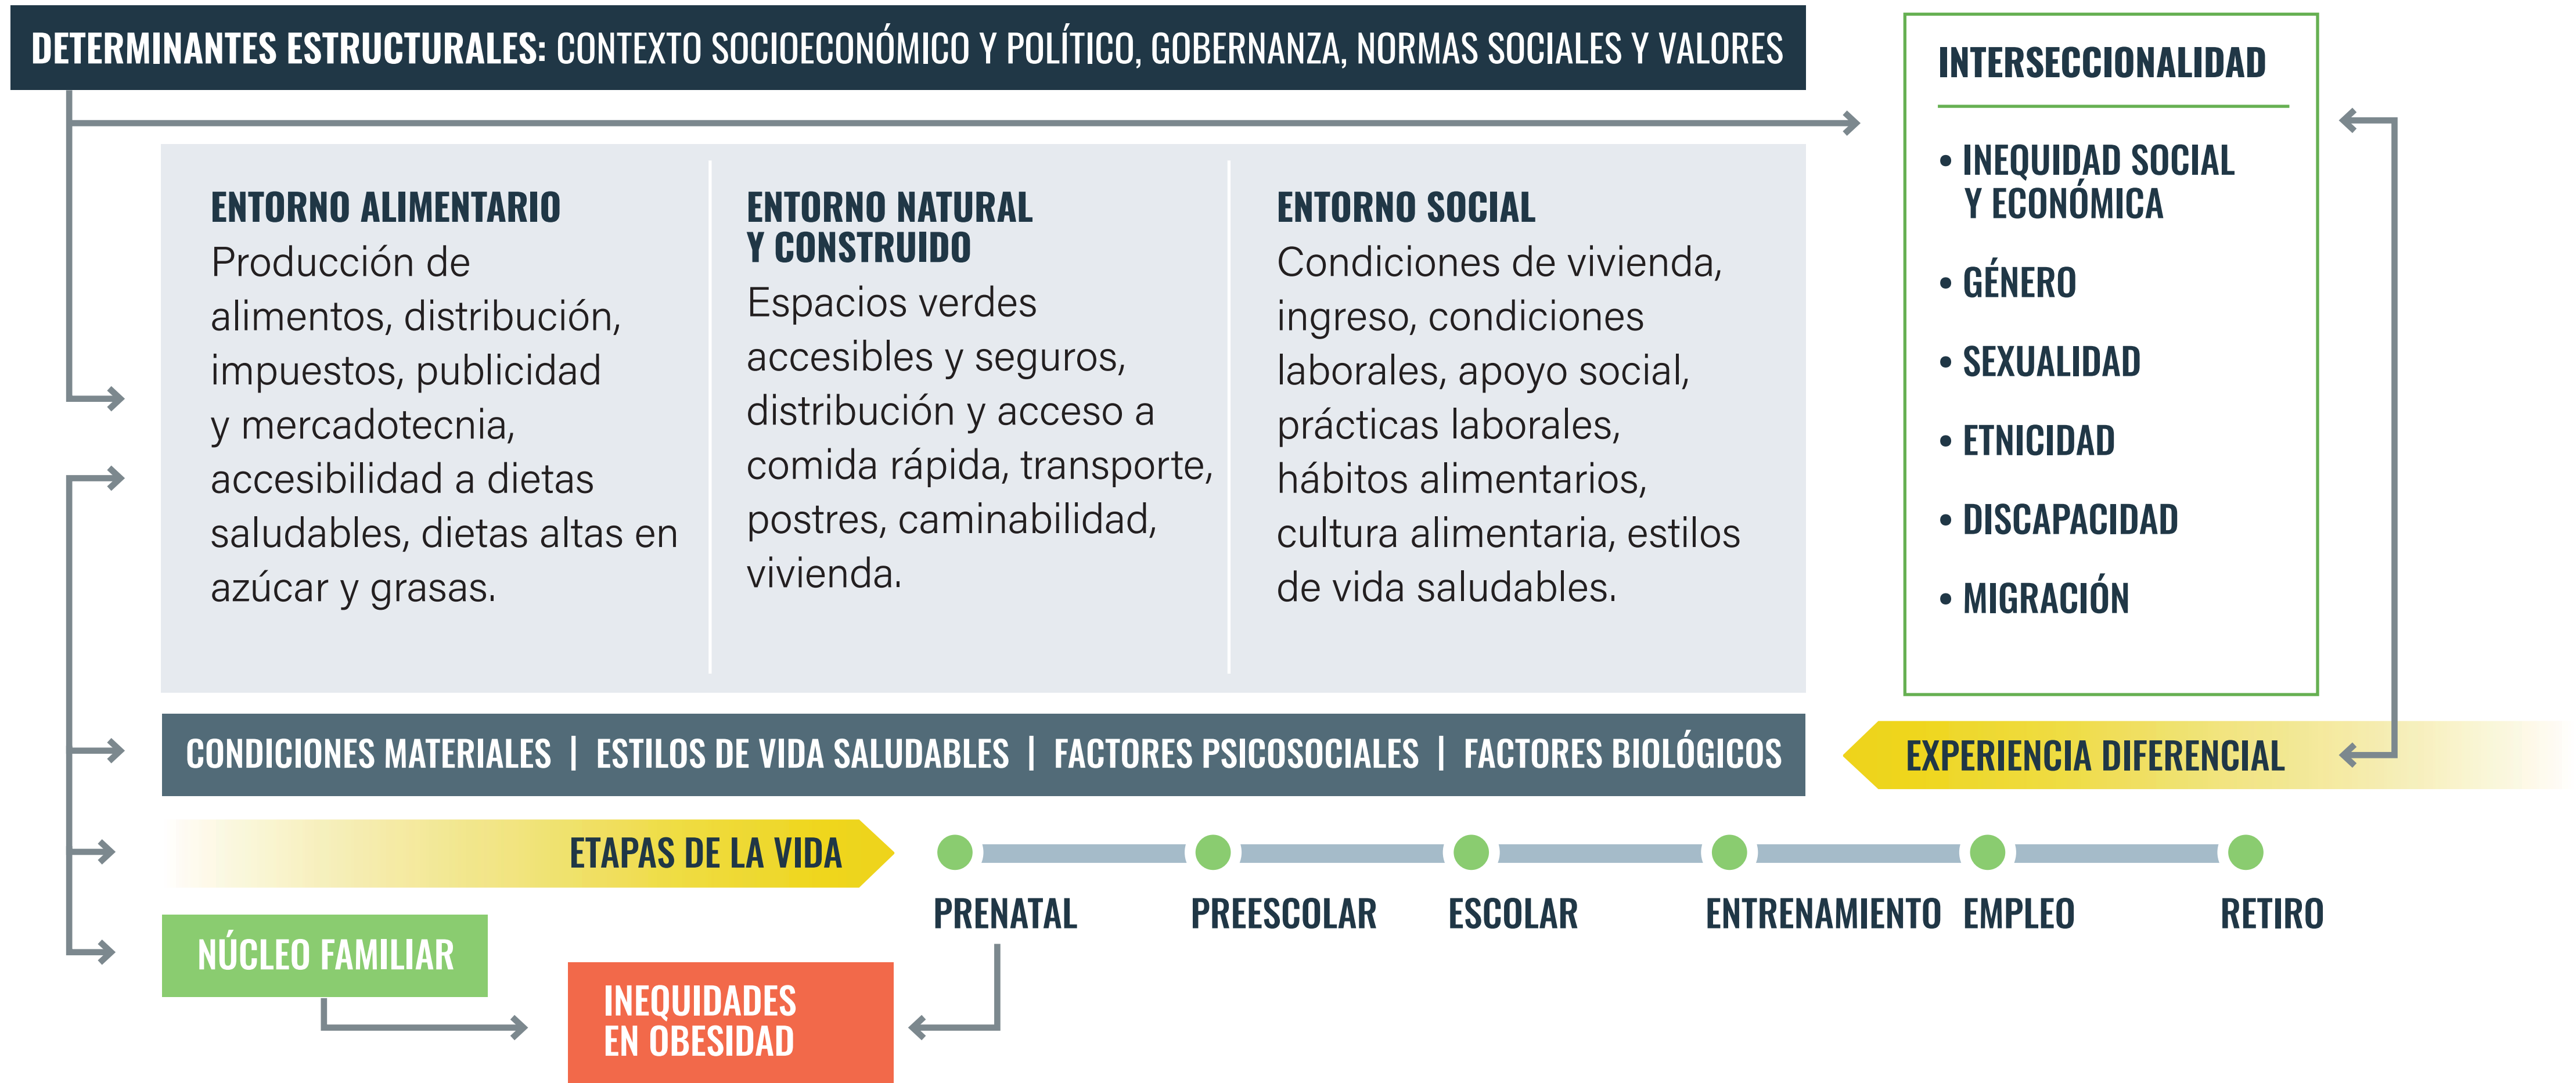 DETERMINANTES ESTRUCTURALES: CONTEXTO SOCIOECONÓMICO Y POLÍTICO, GOBERNANZA, NORMAS SOCIALES Y VALORES
ENTORNO ALIMENTARIO
Producción de
alimentos, distribución,
impuestos, publicidad
y mercadotecnia,
accesibilidad a dietas
saludables, dietas altas en
azúcar y grasas.
ENTORNO NATURAL
Y CONSTRUIDO
Espacios verdes
accesibles y seguros,
distribución y acceso a
comida rápida, transporte,
postres, caminabilidad,
vivienda.
ENTORNO SOCIAL
Condiciones de vivienda,
ingreso, condiciones
laborales, apoyo social,
prácticas laborales,
hábitos alimentarios,
cultura alimentaria, estilos
de vida saludables.
INTERSECCIONALIDAD
• INEQUIDAD SOCIAL
Y ECONÓMICA
• GÉNERO
• SEXUALIDAD
• ETNICIDAD
• DISCAPACIDAD
• MIGRACIÓN
CONDICIONES MATERIALES | ESTILOS DE VIDA SALUDABLES | FACTORES PSICOSOCIALES | FACTORES BIOLÓGICOS
EXPERIENCIA DIFERENCIAL
ETAPAS DE LA VIDA
PRENATAL
PREESCOLAR
ESCOLAR
ENTRENAMIENTO
EMPLEO
RETIRO
NÚCLEO FAMILIAR
INEQUIDADES
EN OBESIDAD